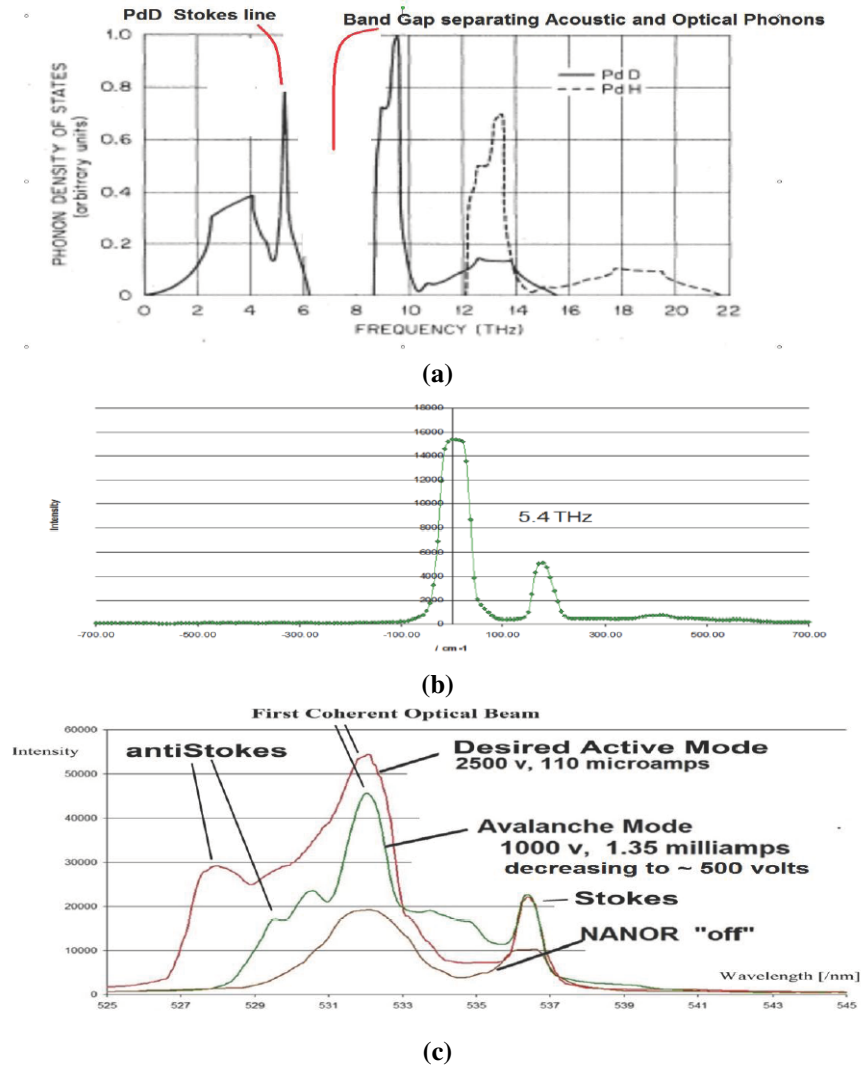 PdD Stokes line
Band Gap separating Acoustic and Optical Phonons
PHONON DENSITY OF STATES
(arbitrary units)
1.0
0.8
0.6
0.4
0.2
0
PdD
PdH
0 2 4 6 8 10 12 14 16 18 20 22
FREQUENCY (THz)
(a)
18000
16000
14000
12000
10000
8000
6000
4000
2000
0
Intensity
5.4 THz
-700.00 -500.00 -300.00 -100.00 100.00 300.00 500.00 700.00
/ cm-1
(b)
First Coherent Optical Beam
60000
50000
40000
30000
20000
10000
0
Intensity
antiStokes
Desired Active Mode
2500 v, 110 microamps
Avalanche Mode
1000 v, 1.35 milliamps
decreasing to ~ 500 volts
Stokes
NANOR "off"
Wavelength [/nm]
525 527 529 531 533 535 537 539 541 543 545
(c)